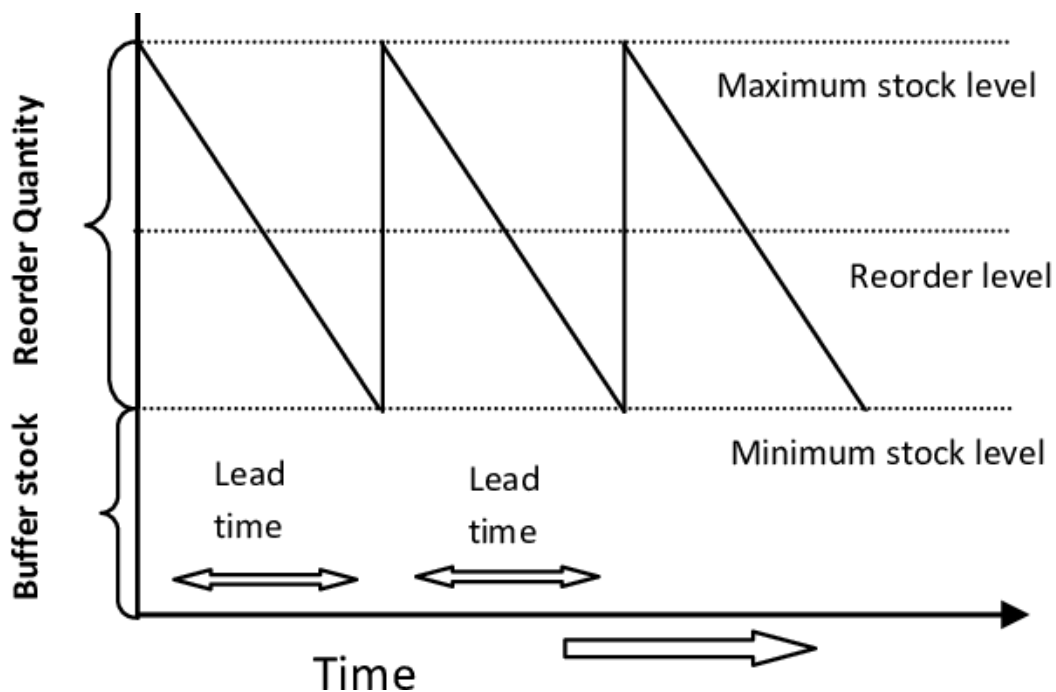 Maximum stock level
Reorder Quantity
Reorder level
Buffer stock
Minimum stock level
Lead
time
Lead
time
Time